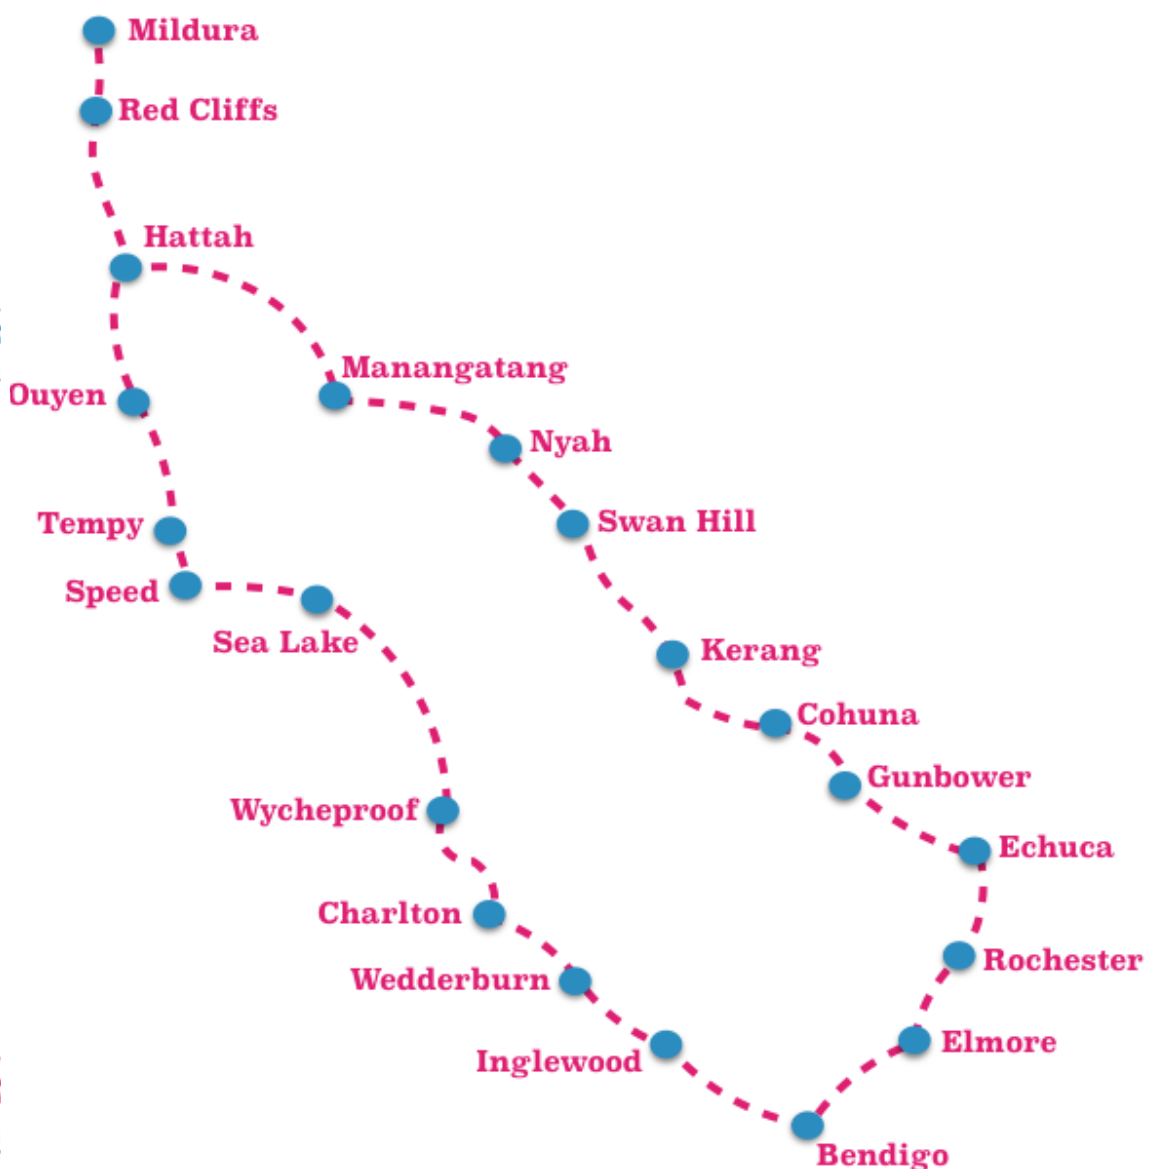 Mildura
Red Cliffs
Hattah
Manangatang
Ouyen
Nyah
Swan Hill
Tempy
Speed
Sea Lake
Kerang
Cohuna
Gunbower
Wycheproof
Echuca
Charlton
Rochester
Wedderburn
Elmore
Inglewood
Bendigo